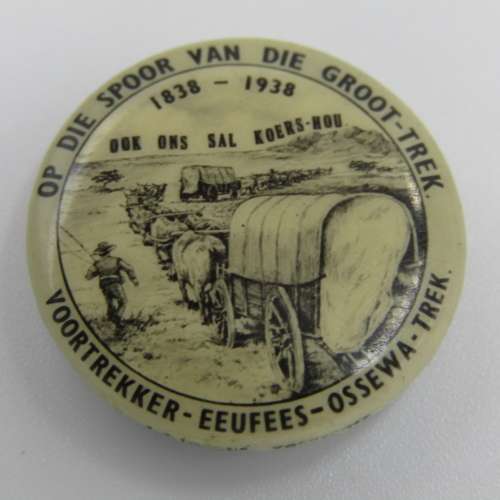 OP DIE SPOOR VAN DIE GROOT-TREK.
1838 - 1938
OOK ONS SAL KOERS-HOU.
VOORTREKKER-EEUFEES-OSSEWA-TREK.